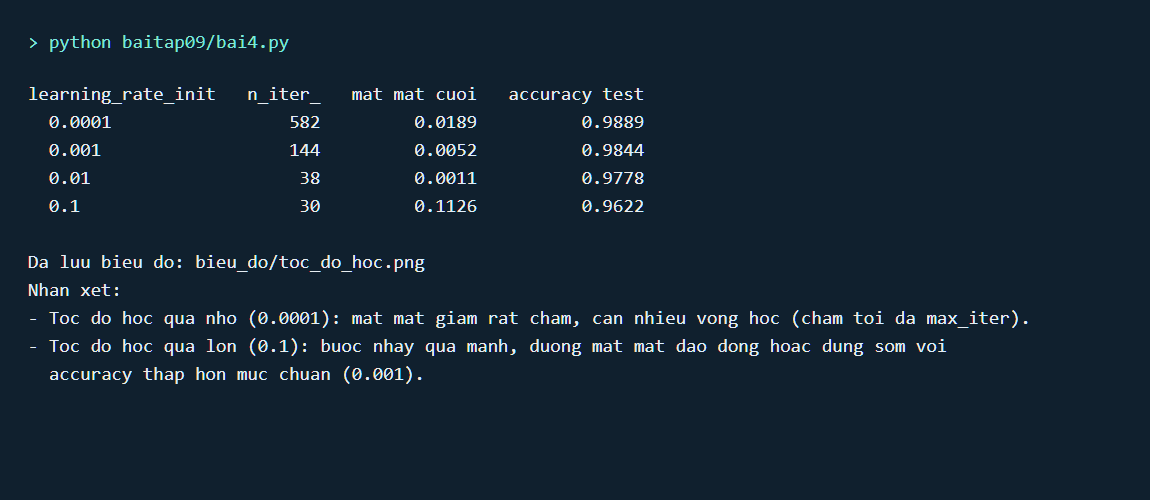 > python baitap09/bai4.py
learning_rate_init n_iter_ mat mat cuoi accuracy test
0.0001 582 0.0189 0.9889
0.001 144 0.0052 0.9844
0.01 38 0.0011 0.9778
0.1 30 0.1126 0.9622
Da luu bieu do: bieu_do/toc_do_hoc.png
Nhan xet:
- Toc do hoc qua nho (0.0001): mat mat giam rat cham, can nhieu vong hoc (cham toi da max_iter).
- Toc do hoc qua lon (0.1): buoc nhay qua manh, duong mat mat dao dong hoac dung som voi
accuracy thap hon muc chuan (0.001).